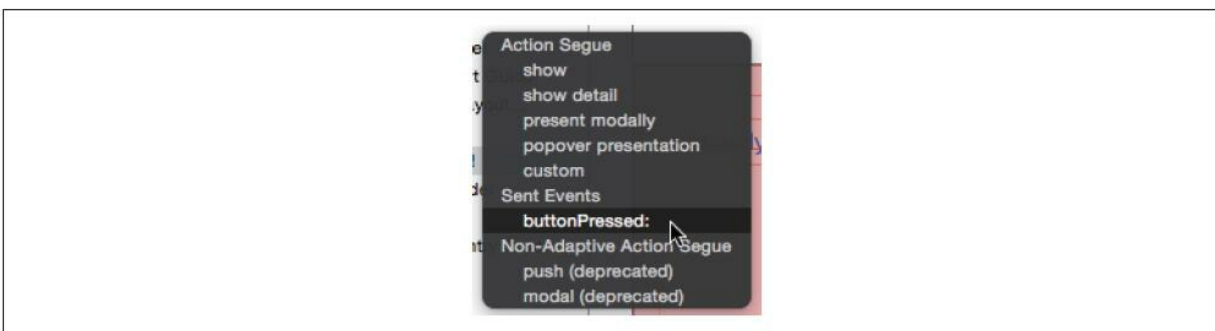 Action Segue
show
show detail
present modally
popover presentation
custom
Sent Events
buttonPressed:
Non-Adaptive Action Segue
push (deprecated)
modal (deprecated)